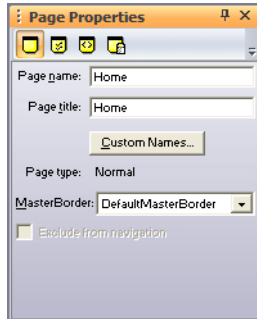 Page Properties
Page name: Home
Page title: Home
Custom Names...
Page type: Normal
MasterBorder: DefaultMasterBorder
Exclude from navigation